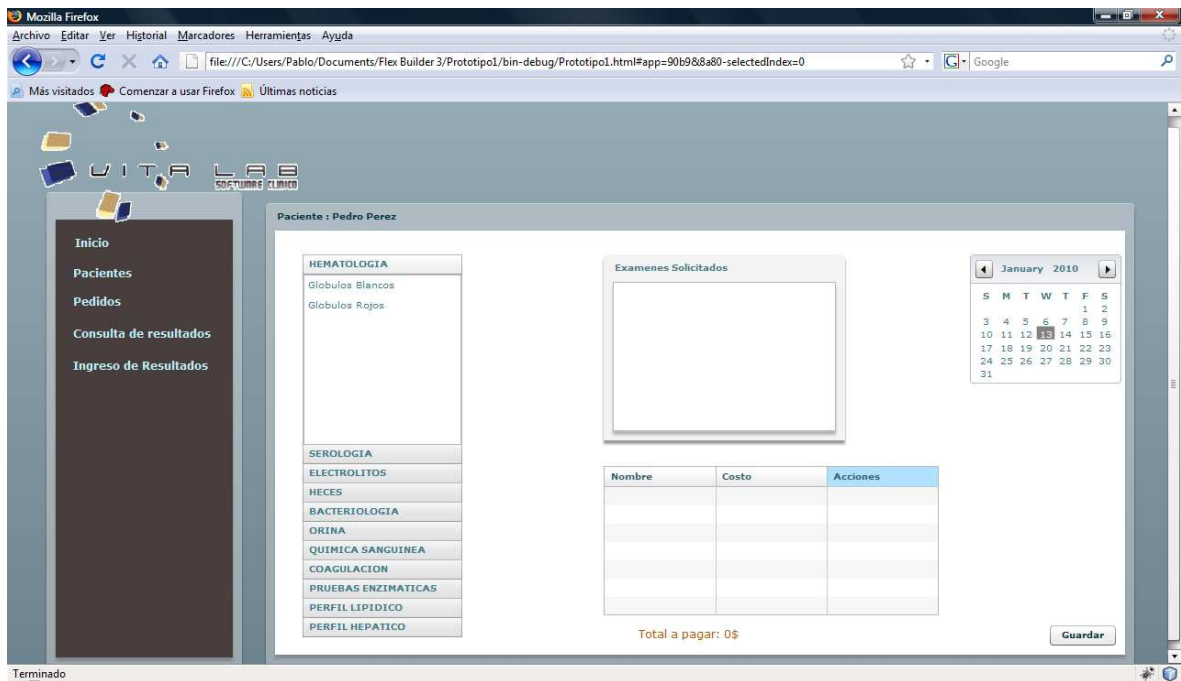 Mozilla Firefox
Archivo Editar Ver Historial Marcadores Herramientas Ayuda
file:///C:/Users/Pablo/Documents/Flex Builder 3/Prototipo1/bin-debug/Prototipo1.html#app=90b9&8a80-selectedIndex=0
G Google
Más visitados Comenzar a usar Firefox Últimas noticias
VITA LAB
SOFTWARE CLINICO
Paciente : Pedro Perez
Inicio
Pacientes
Pedidos
Consulta de resultados
Ingreso de Resultados
HEMATOLOGIA
Globulos Blancos
Globulos Rojos
SEROLOGIA
ELECTROLITOS
HECES
BACTERIOLOGIA
ORINA
QUIMICA SANGUINEA
COAGULACION
PRUEBAS ENZIMATICAS
PERFIL LIPIDICO
PERFIL HEPATICO
Examenes Solicitados
Nombre Costo Acciones
Total a pagar: 0$
January 2010
S M T W T F S
1 2
3 4 5 6 7 8 9
10 11 12 13 14 15 16
17 18 19 20 21 22 23
24 25 26 27 28 29 30
31
Guardar
Terminado